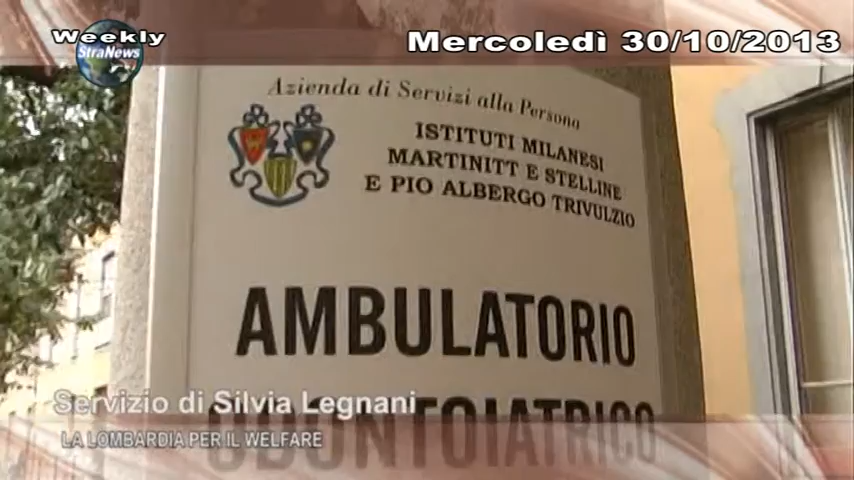 Weekly
StraNews
Mercoledì 30/10/2013
Azienda di Servizi alla Persona
ISTITUTI MILANESI
MARTINITT E STELLINE
E PIO ALBERGO TRIVULZIO
AMBULATORIO
ODONTOIATRICO
Servizio di Silvia Legnani
LA LOMBARDIA PER IL WELFARE